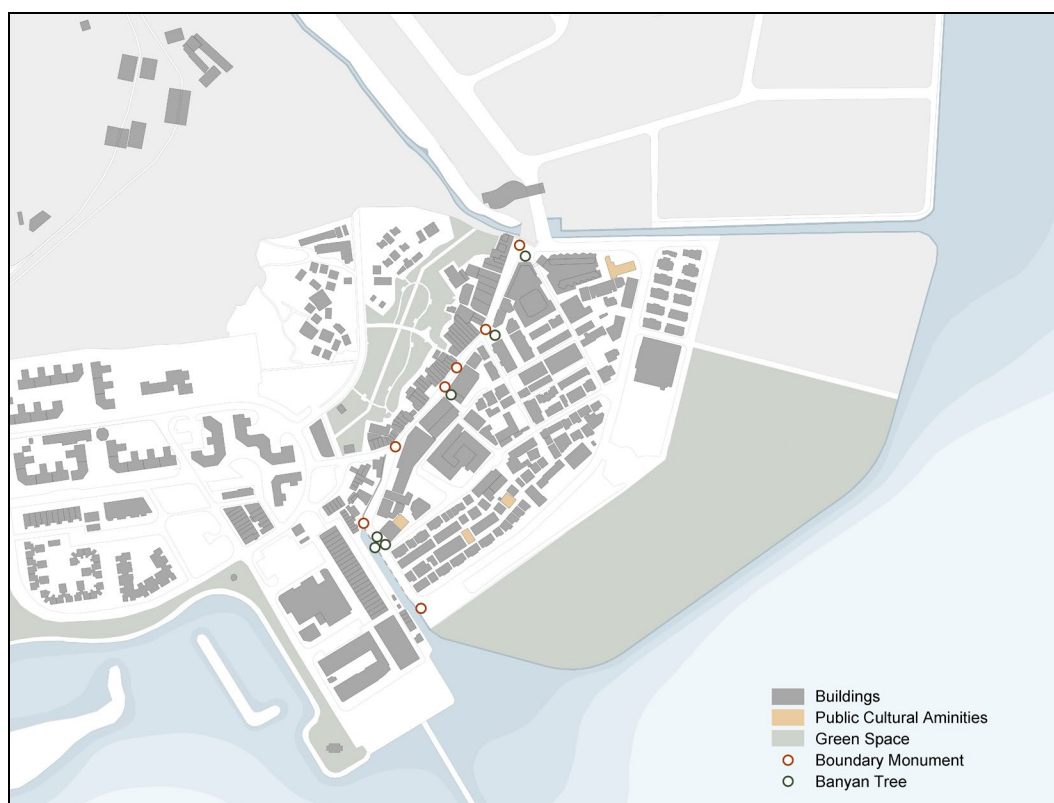 Buildings
Public Cultural Aminities
Green Space
Boundary Monument
Banyan Tree